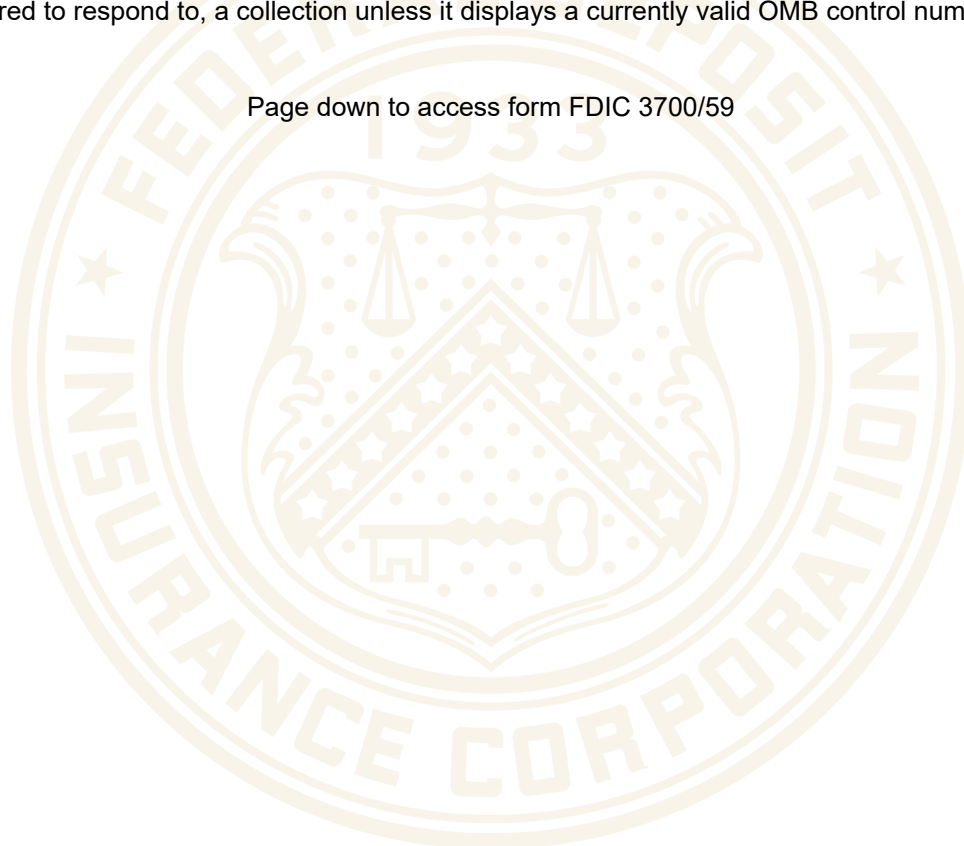 red to respond to, a collection unless it displays a currently valid OMB control num
Page down to access form FDIC 3700/59
FEDERAL DEPOSIT
1933
INSURANCE CORPORATION